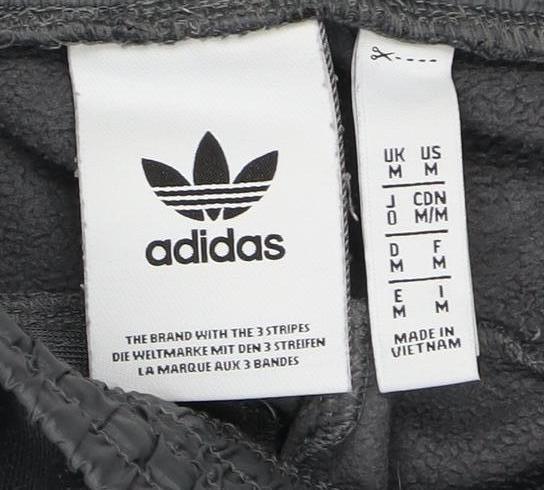 adidas
THE BRAND WITH THE 3 STRIPES
DIE WELTMARKE MIT DEN 3 STREIFEN
LA MARQUE AUX 3 BANDES
UK US
M M
J CDN
O M/M
D F
M M
E I
M M
MADE IN
VIETNAM